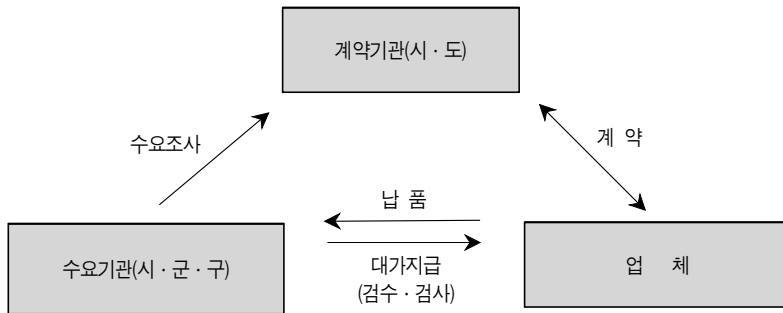 계약기관(시 · 도)
수요조사
계 약
납 품
수요기관(시 · 군 · 구)
업 체
대가지급
(검수 · 검사)